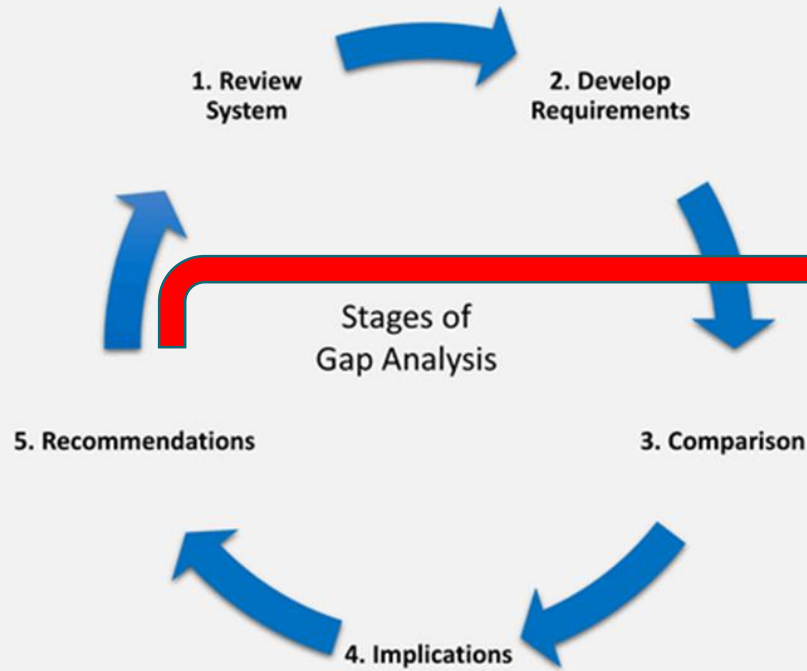 1. Review
System
2. Develop
Requirements
Stages of
Gap Analysis
5. Recommendations
3. Comparison
4. Implications